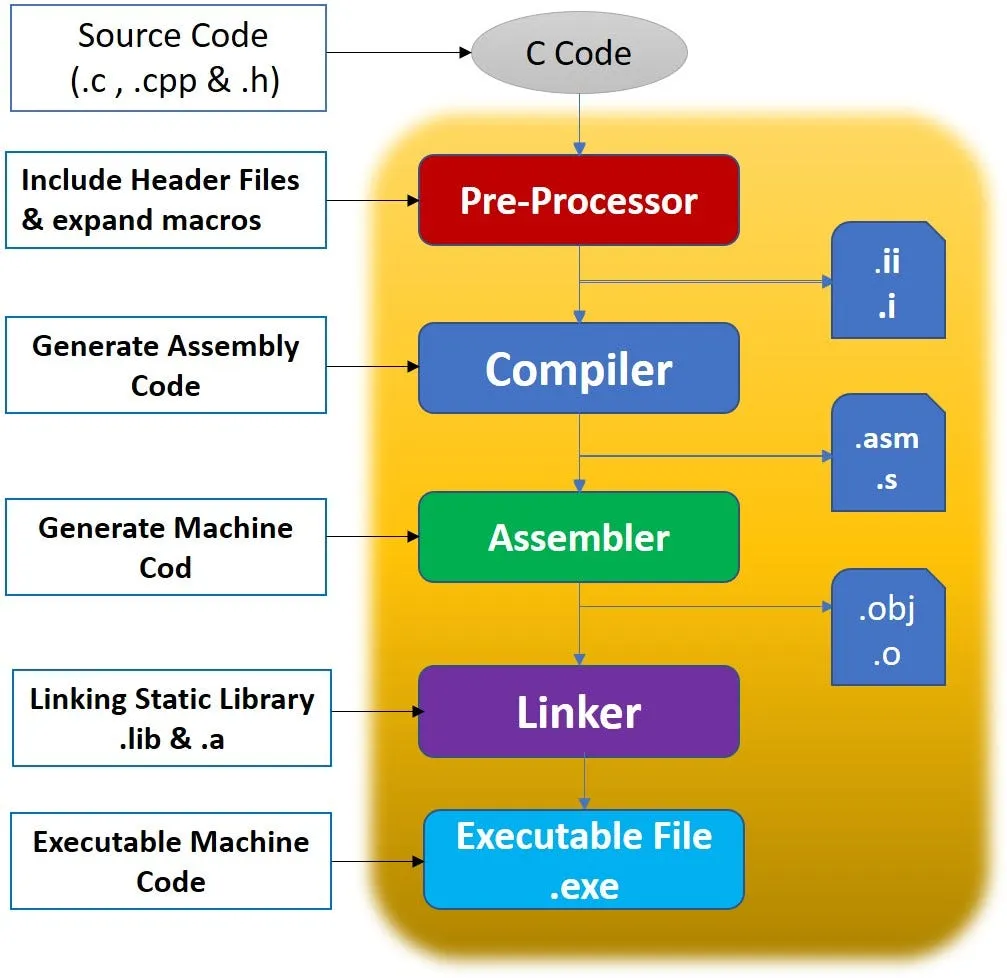 Source Code
(.c , .cpp & .h)
C Code
Include Header Files
& expand macros
Pre-Processor
.ii
.i
Generate Assembly
Code
Compiler
.asm
.s
Generate Machine
Cod
Assembler
.obj
.o
Linking Static Library
.lib & .a
Linker
Executable Machine
Code
Executable File
.exe